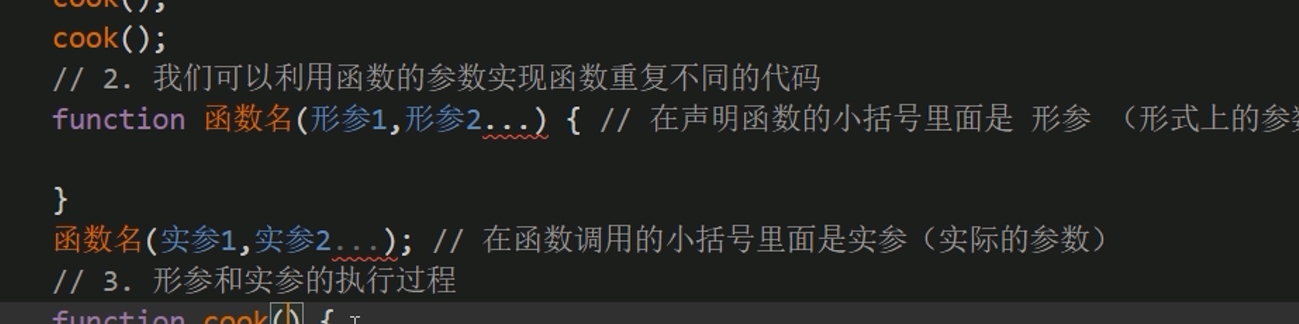 cook();
cook();
// 2. 我们可以利用函数的参数实现函数重复不同的代码
function 函数名(形参1,形参2...) { // 在声明函数的小括号里面是 形参 （形式上的参数
}
函数名(实参1,实参2...); // 在函数调用的小括号里面是实参（实际的参数）
// 3. 形参和实参的执行过程
function cook() {